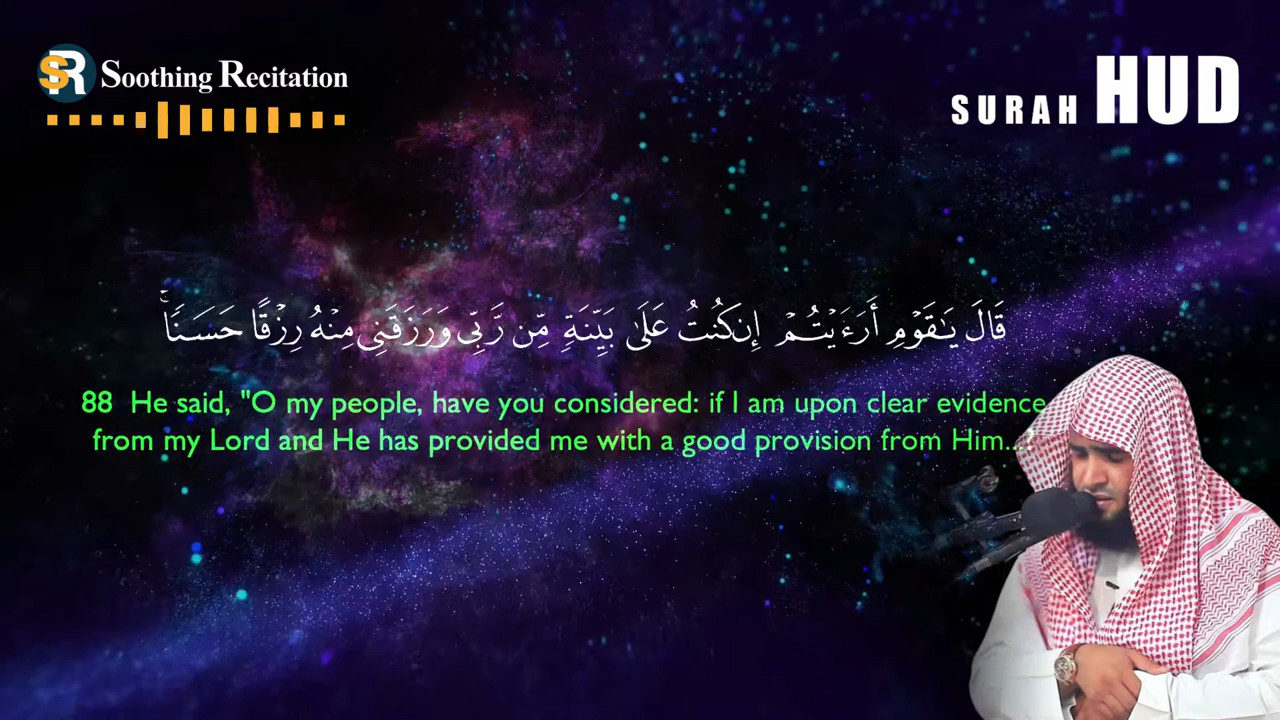 SR Soothing Recitation
SURAH HUD
قَالَ يَـٰقَوْمِ أَرَءَيْتُمْ إِن كُنتُ عَلَىٰ بَيِّنَةٍ مِّن رَّبِّى وَرَزَقَنِى مِنْهُ رِزْقًا حَسَنًا ۚ
88 He said, "O my people, have you considered: if I am upon clear evidence
from my Lord and He has provided me with a good provision from Him...?